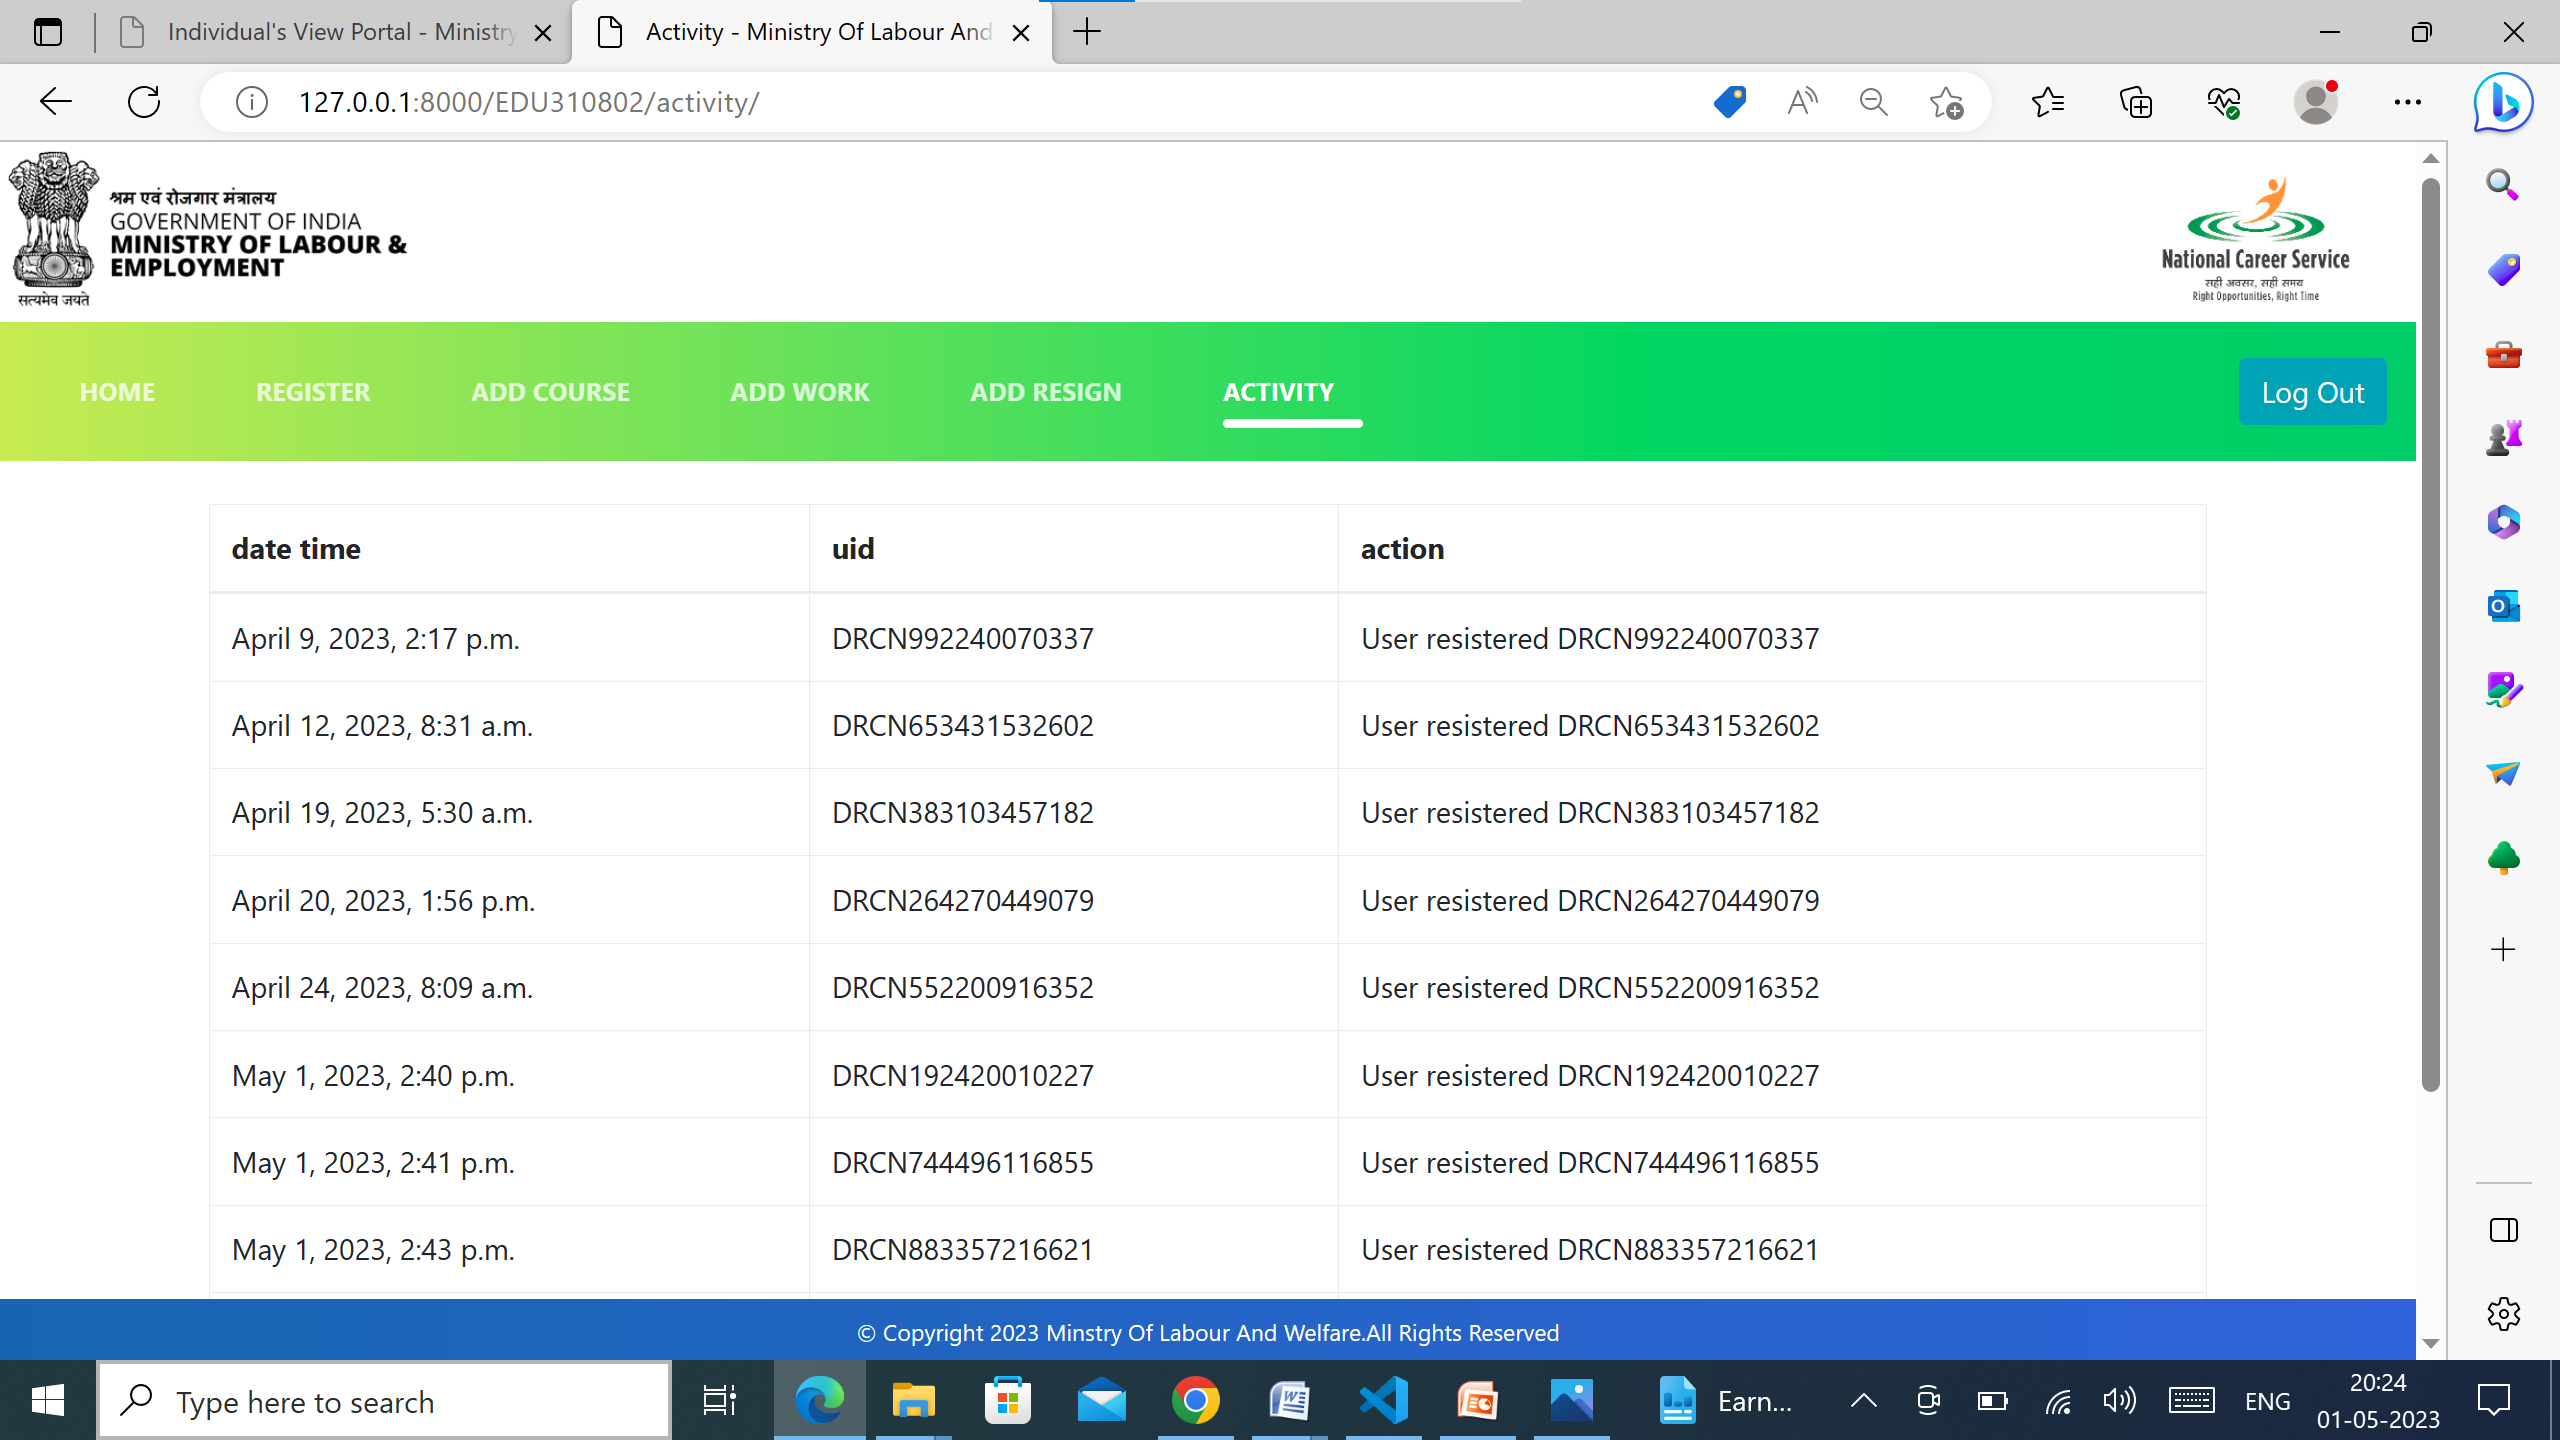 Individual's View Portal - Ministry
Activity - Ministry Of Labour And
127.0.0.1:8000/EDU310802/activity/
श्रम एवं रोजगार मंत्रालय
GOVERNMENT OF INDIA
MINISTRY OF LABOUR &
EMPLOYMENT
सत्यमेव जयते
National Career Service
सही अवसर, सही समय
Right Opportunities, Right Time
HOME REGISTER ADD COURSE ADD WORK ADD RESIGN ACTIVITY Log Out
date time uid action
April 9, 2023, 2:17 p.m. DRCN992240070337 User resistered DRCN992240070337
April 12, 2023, 8:31 a.m. DRCN653431532602 User resistered DRCN653431532602
April 19, 2023, 5:30 a.m. DRCN383103457182 User resistered DRCN383103457182
April 20, 2023, 1:56 p.m. DRCN264270449079 User resistered DRCN264270449079
April 24, 2023, 8:09 a.m. DRCN552200916352 User resistered DRCN552200916352
May 1, 2023, 2:40 p.m. DRCN192420010227 User resistered DRCN192420010227
May 1, 2023, 2:41 p.m. DRCN744496116855 User resistered DRCN744496116855
May 1, 2023, 2:43 p.m. DRCN883357216621 User resistered DRCN883357216621
© Copyright 2023 Minstry Of Labour And Welfare.All Rights Reserved
Type here to search
Earn...
ENG
20:24
01-05-2023